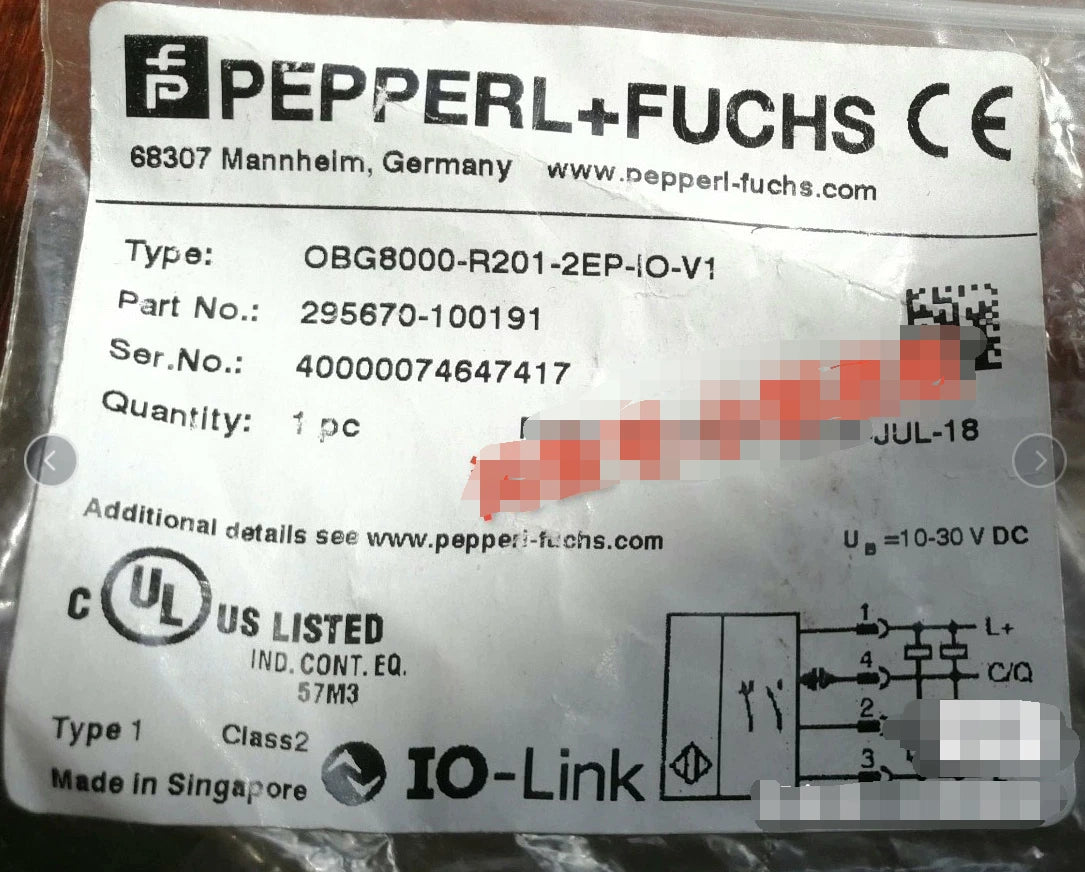 fP PEPPERL+FUCHS CE
68307 Mannheim, Germany www.pepperl-fuchs.com
Type: OBG8000-R201-2EP-IO-V1
Part No.: 295670-100191
Ser.No.: 40000074647417
Quantity: 1 pc JUL-18
Additional details see www.pepperl-fuchs.com
UB =10-30 V DC
C UL US LISTED
IND. CONT. EQ.
57M3
Type 1 Class2
Made in Singapore
IO-Link
1 L+
4 C/Q
2
3